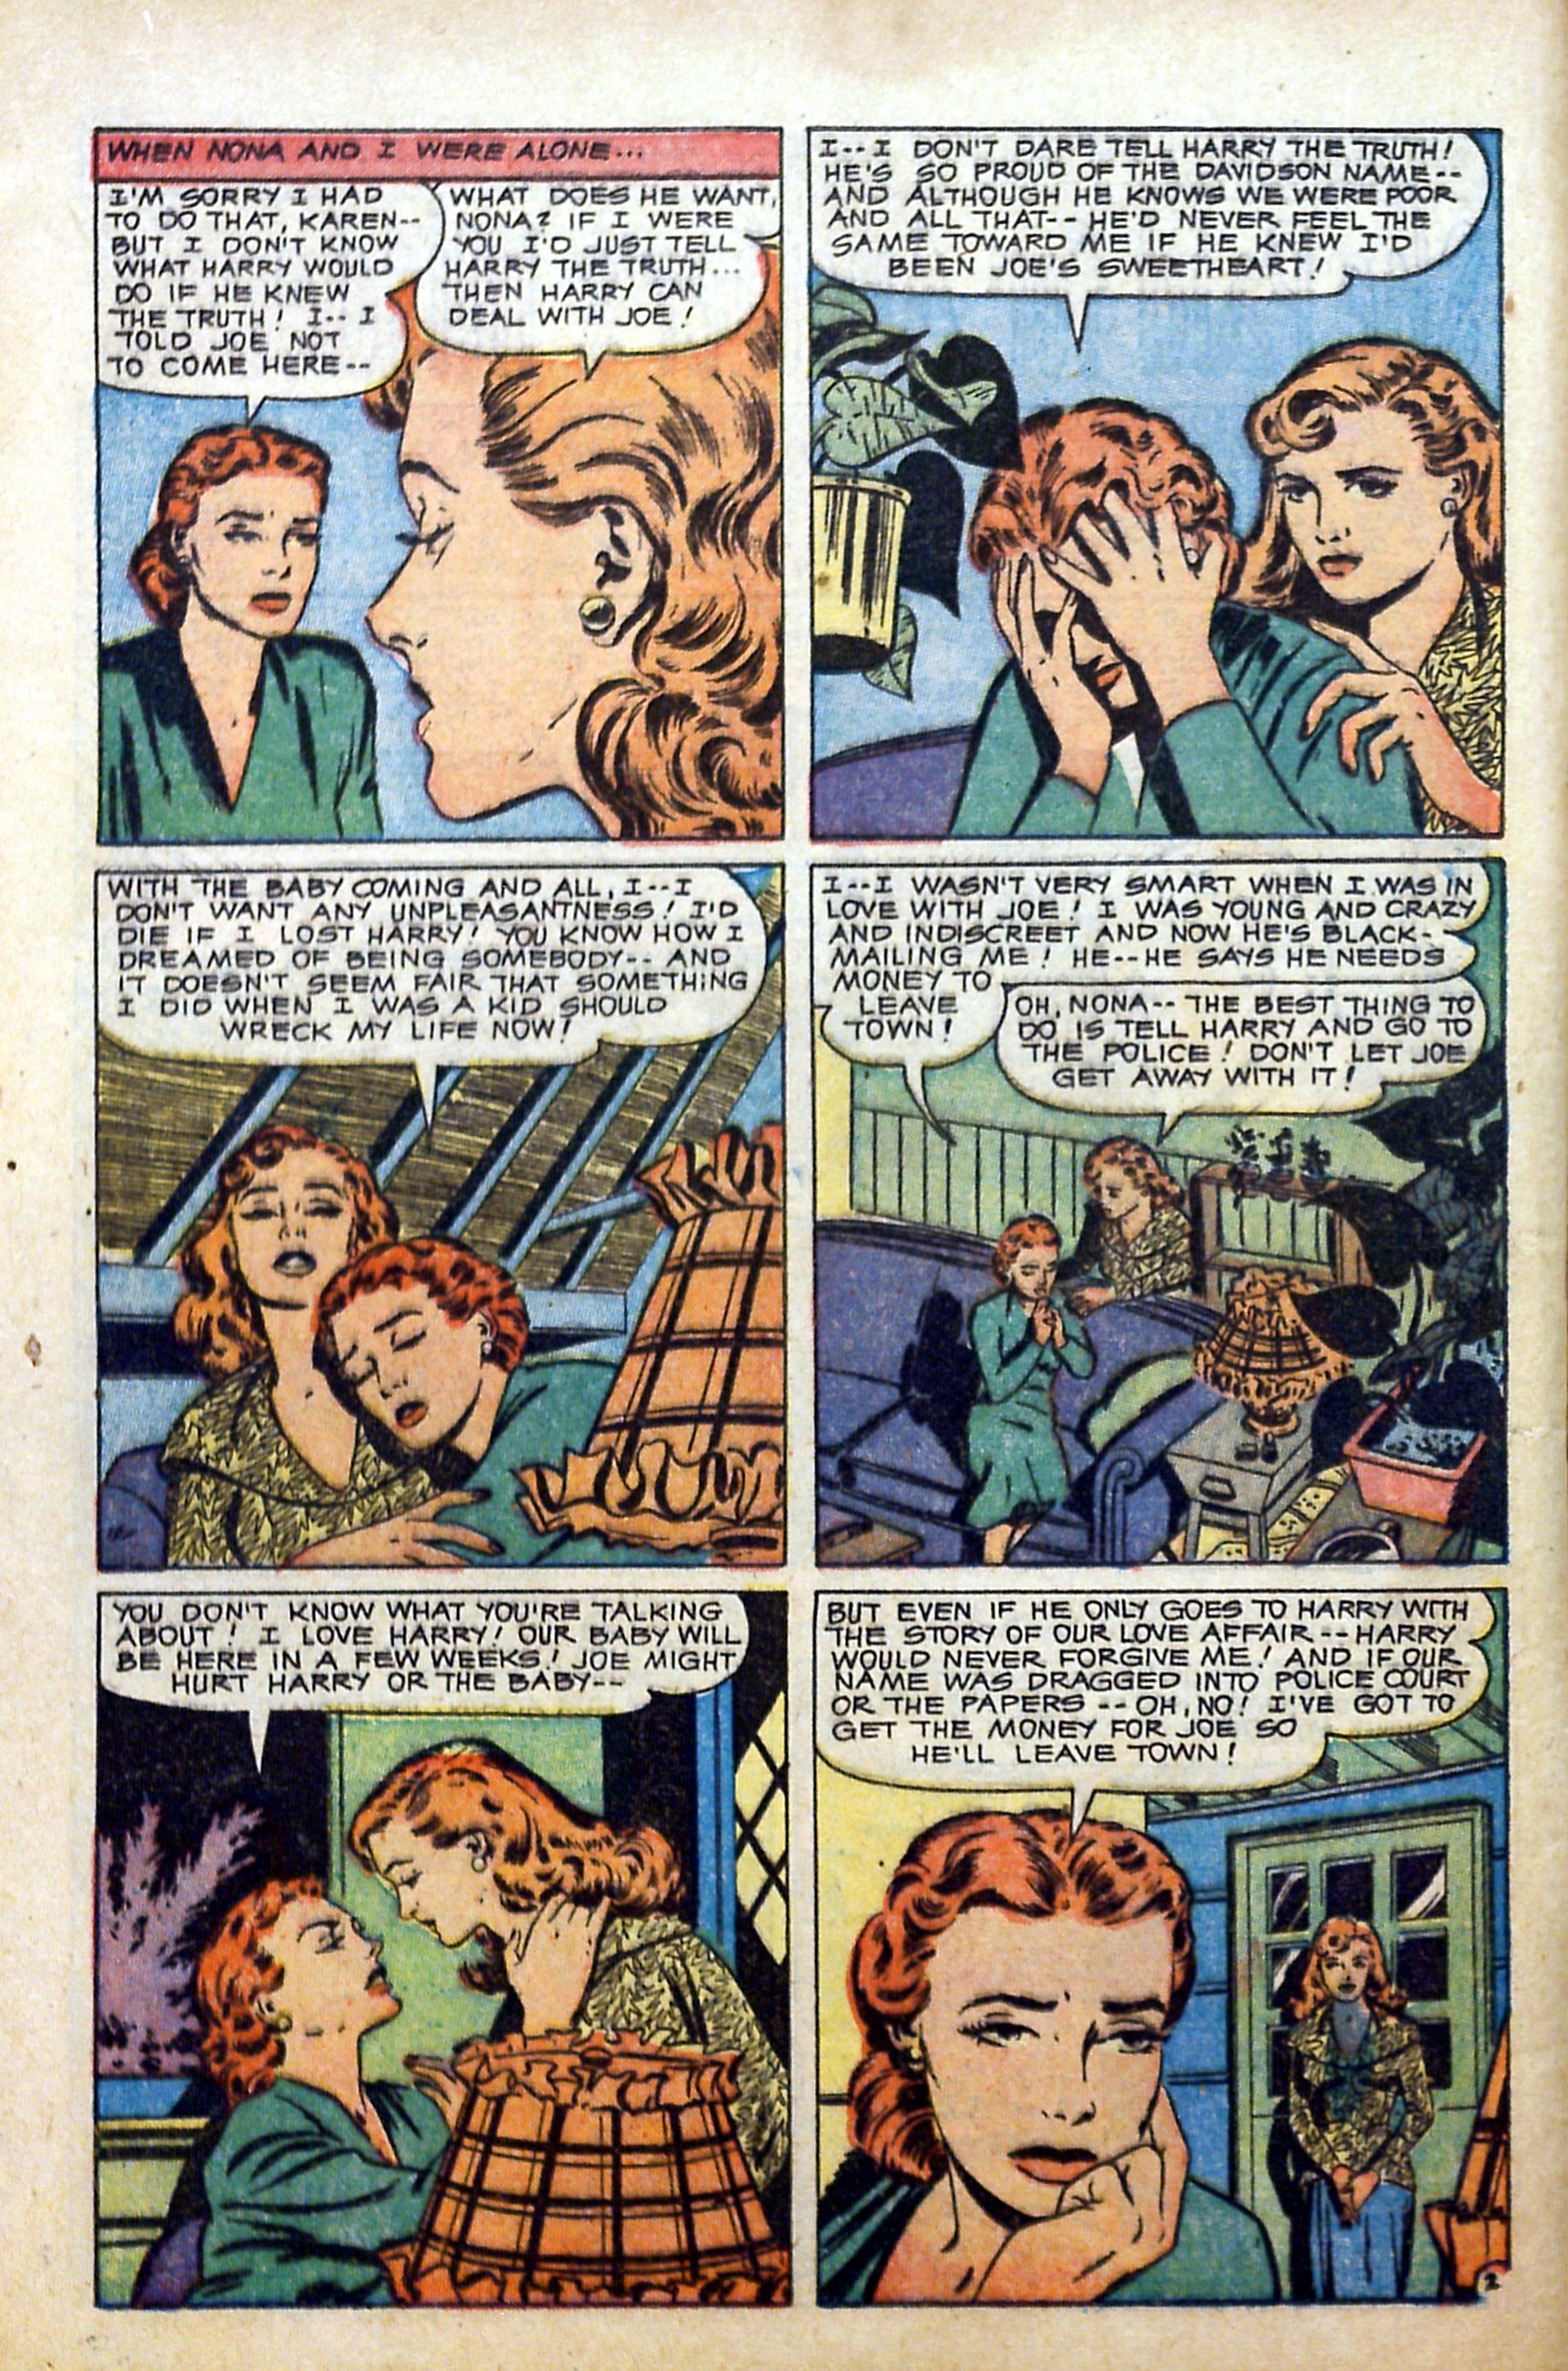 WHEN NONA AND I WERE ALONE...
I'M SORRY I HAD
TO DO THAT, KAREN--
BUT I DON'T KNOW
WHAT HARRY WOULD
DO IF HE KNEW
THE TRUTH! I--I
TOLD JOE NOT
TO COME HERE--
WHAT DOES HE WANT,
NONA? IF I WERE
YOU I'D JUST TELL
HARRY THE TRUTH...
THEN HARRY CAN
DEAL WITH JOE!
I--I DON'T DARE TELL HARRY THE TRUTH!
HE'S SO PROUD OF THE DAVIDSON NAME--
AND ALTHOUGH HE KNOWS WE WERE POOR
AND ALL THAT-- HE'D NEVER FEEL THE
SAME TOWARD ME IF HE KNEW I'D
BEEN JOE'S SWEETHEART!
WITH THE BABY COMING AND ALL, I--I
DON'T WANT ANY UNPLEASANTNESS! I'D
DIE IF I LOST HARRY! YOU KNOW HOW I
DREAMED OF BEING SOMEBODY-- AND
IT DOESN'T SEEM FAIR THAT SOMETHING
I DID WHEN I WAS A KID SHOULD
WRECK MY LIFE NOW!
I--I WASN'T VERY SMART WHEN I WAS IN
LOVE WITH JOE! I WAS YOUNG AND CRAZY
AND INDISCREET AND NOW HE'S BLACK-
MAILING ME! HE--HE SAYS HE NEEDS
MONEY TO
LEAVE
TOWN!
OH, NONA-- THE BEST THING TO
DO IS TELL HARRY AND GO TO
THE POLICE! DON'T LET JOE
GET AWAY WITH IT!
YOU DON'T KNOW WHAT YOU'RE TALKING
ABOUT! I LOVE HARRY! OUR BABY WILL
BE HERE IN A FEW WEEKS! JOE MIGHT
HURT HARRY OR THE BABY--
BUT EVEN IF HE ONLY GOES TO HARRY WITH
THE STORY OF OUR LOVE AFFAIR--HARRY
WOULD NEVER FORGIVE ME! AND IF OUR
NAME WAS DRAGGED INTO POLICE COURT
OR THE PAPERS -- OH, NO! I'VE GOT TO
GET THE MONEY FOR JOE SO
HE'LL LEAVE TOWN!
2